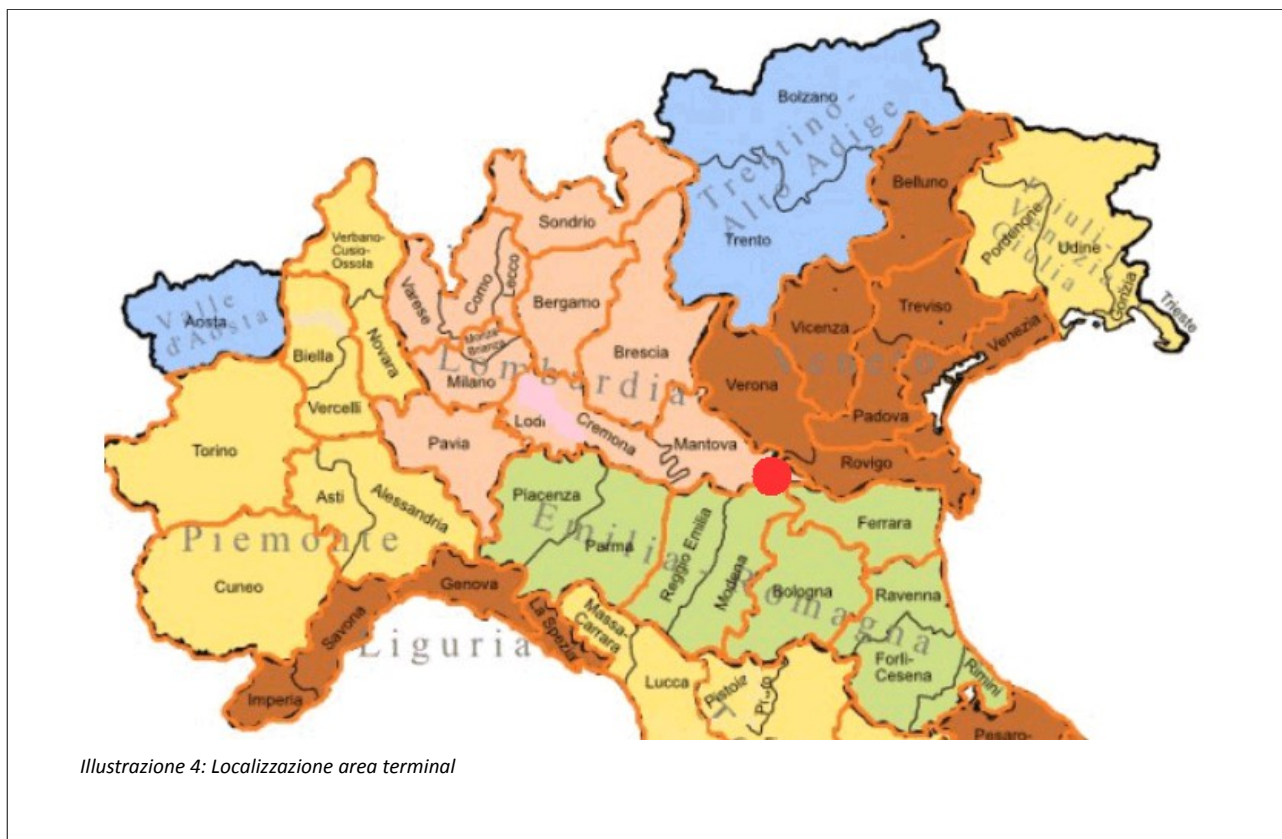 Bolzano
Trentino-
Alto Adige
Trento
Belluno
Friuli-
Venezia
Giulia
Pordenone
Udine
Gorizia
Trieste
Sondrio
Verbano-
Cusio-
Ossola
Varese
Como
Lecco
Bergamo
Brescia
Vicenza
Treviso
Venezia
Veneto
Valle
d'Aosta
Aosta
Biella
Novara
Monza
Brianza
Milano
Lombardia
Verona
Padova
Vercelli
Lodi
Cremona
Mantova
Rovigo
Pavia
Torino
Asti
Alessandria
Piemonte
Piacenza
Parma
Reggio Emilia
Modena
Emilia
Romagna
Ferrara
Bologna
Ravenna
Cuneo
Genova
Savona
Liguria
La Spezia
Massa-
Carrara
Forlì-
Cesena
Rimini
Imperia
Lucca
Pistoia
Pesaro-
Illustrazione 4: Localizzazione area terminal